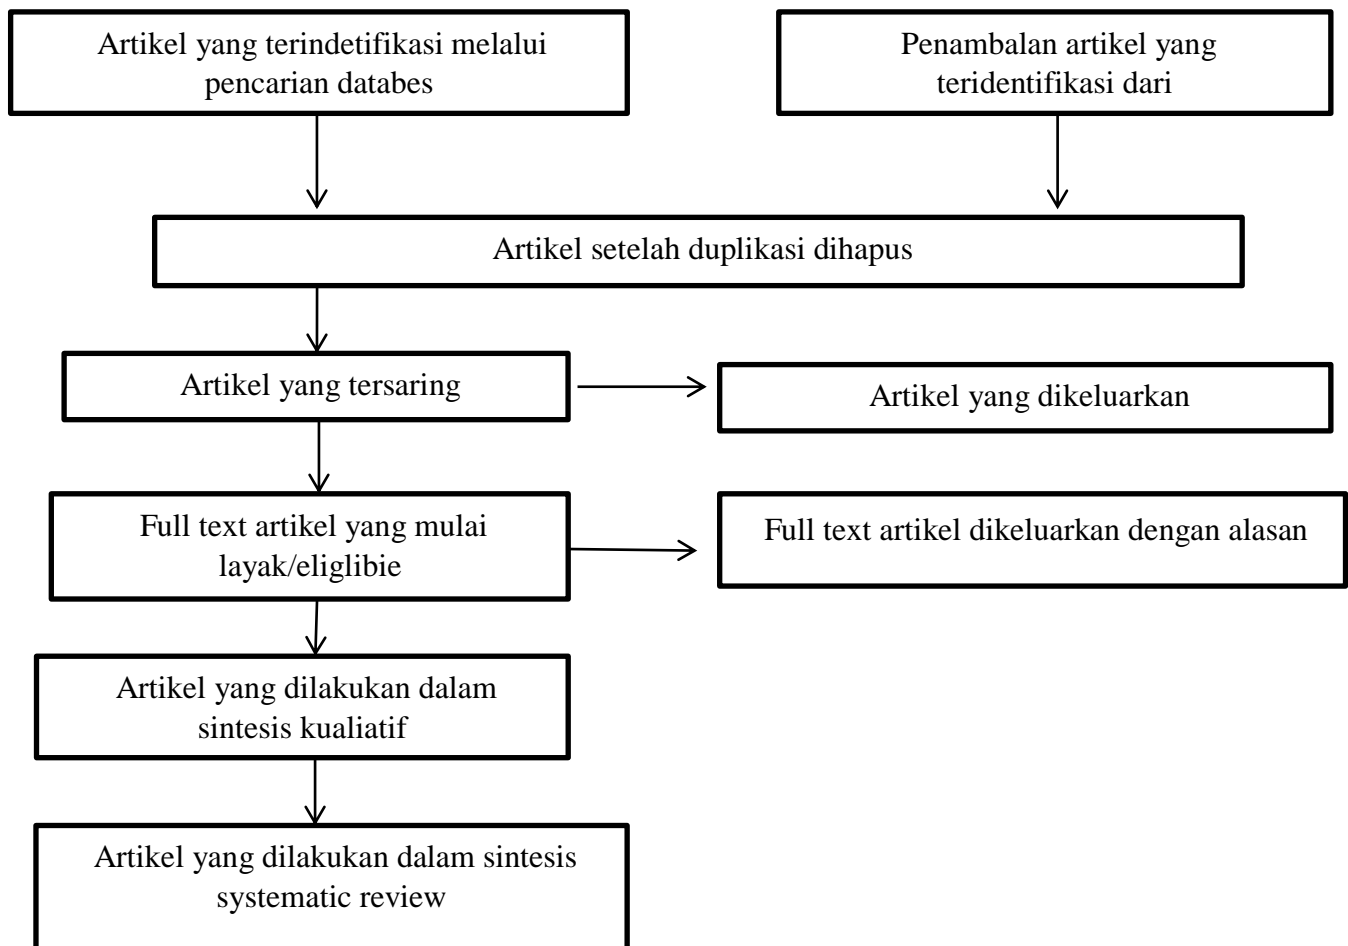 Artikel yang terindetifikasi melalui
pencarian databes
Penambalan artikel yang
teridentifikasi dari
Artikel setelah duplikasi dihapus
Artikel yang tersaring
Artikel yang dikeluarkan
Full text artikel yang mulai
layak/eliglibie
Full text artikel dikeluarkan dengan alasan
Artikel yang dilakukan dalam
sintesis kualiatif
Artikel yang dilakukan dalam sintesis
systematic review